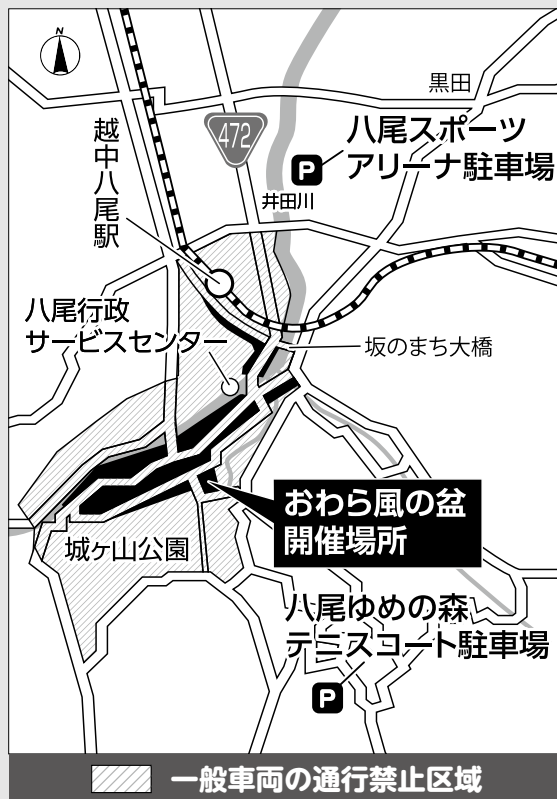 N
黒田
472
八尾スポーツ
アリーナ駐車場
P
井田川
越中八尾駅
八尾行政
サービスセンター
坂のまち大橋
おわら風の盆
開催場所
城ヶ山公園
八尾ゆめの森
テニスコート駐車場
P
一般車両の通行禁止区域